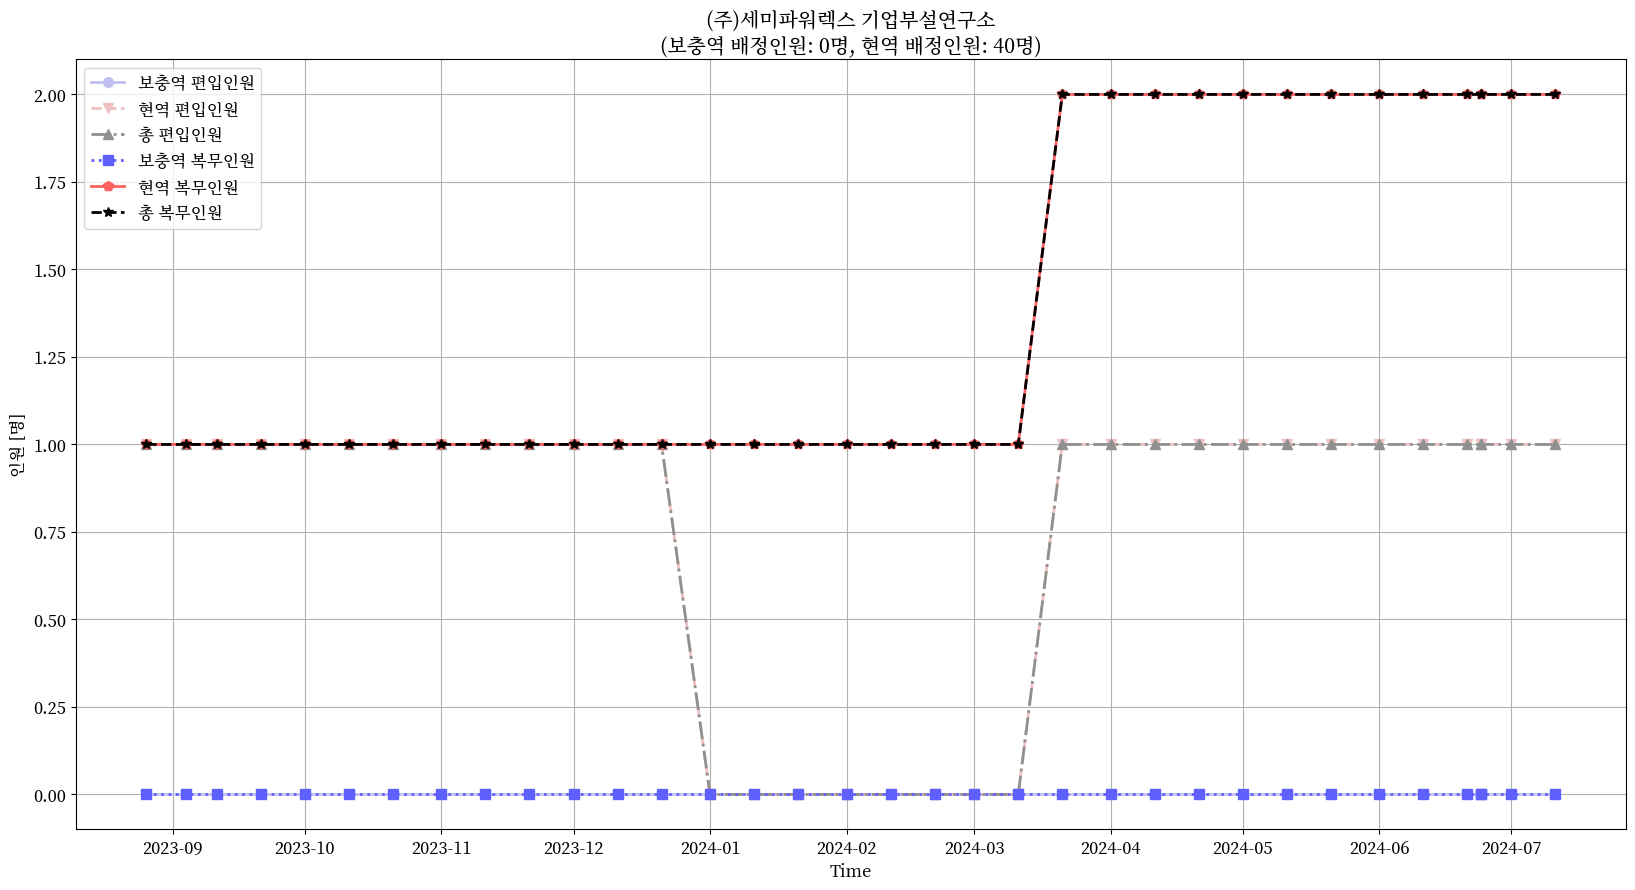 (주)세미파워렉스 기업부설연구소
(보충역 배정인원: 0명, 현역 배정인원: 40명)
보충역 편입인원
현역 편입인원
총 편입인원
보충역 복무인원
현역 복무인원
총 복무인원
인원 [명]
2.00
1.75
1.50
1.25
1.00
0.75
0.50
0.25
0.00
2023-09 2023-10 2023-11 2023-12 2024-01 2024-02 2024-03 2024-04 2024-05 2024-06 2024-07
Time